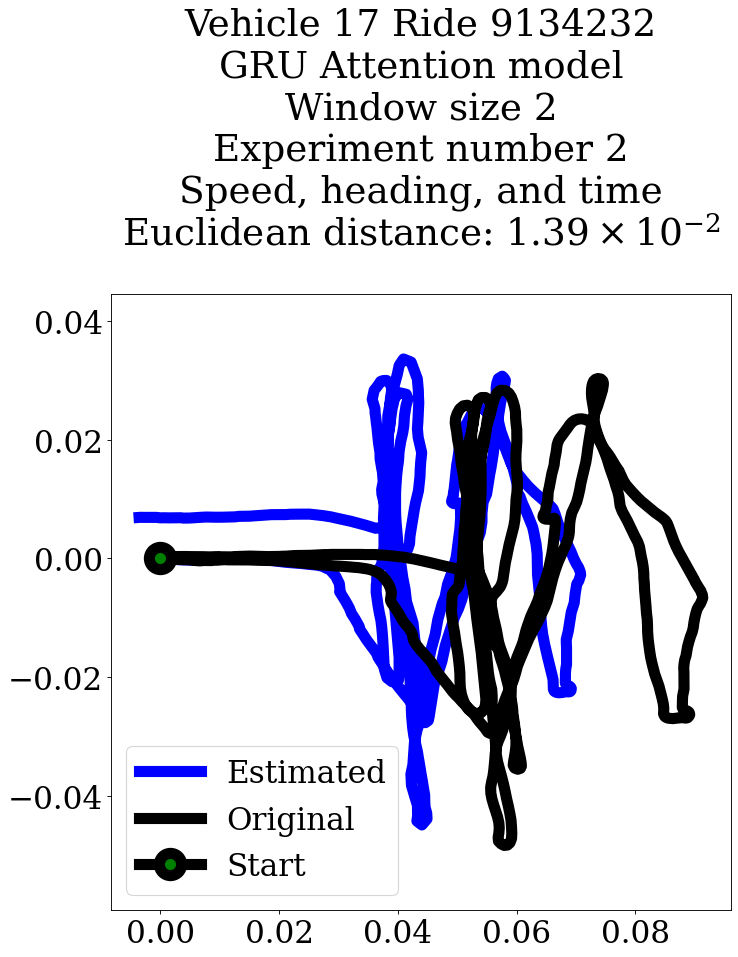 Vehicle 17 Ride 9134232
GRU Attention model
Window size 2
Experiment number 2
Speed, heading, and time
Euclidean distance: 1.39 × 10⁻²
0.04
0.02
0.00
−0.02
−0.04
Estimated
Original
Start
0.00 0.02 0.04 0.06 0.08